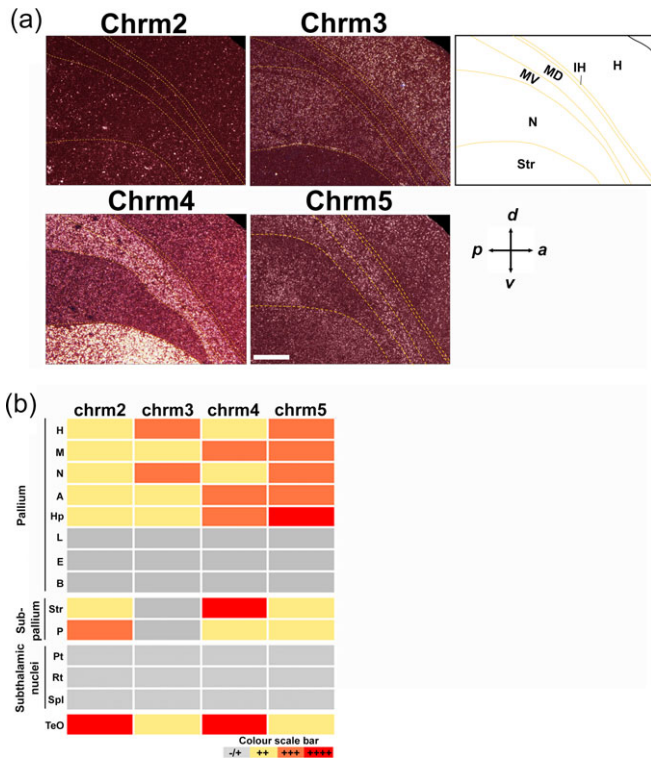 (a)
Chrm2 Chrm3
MV MD IH H
N
Str
Chrm4 Chrm5
d
p a
v
(b)
chrm2 chrm3 chrm4 chrm5
Pallium
H
M
N
A
Hp
L
E
B
Sub-
pallium
Str
P
Subthalamic
nuclei
Pt
Rt
Spl
TeO
Colour scale bar
-/+ ++ +++ ++++